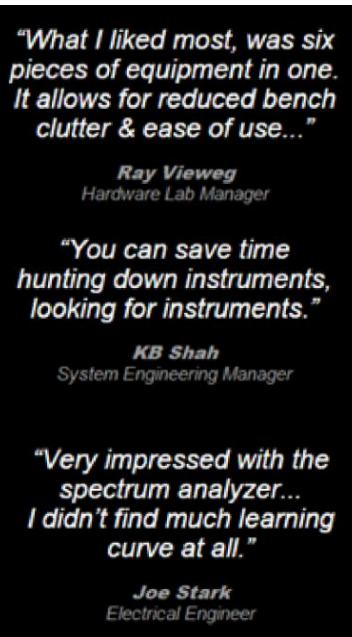 “What I liked most, was six
pieces of equipment in one.
It allows for reduced bench
clutter & ease of use...”
Ray Vieweg
Hardware Lab Manager
“You can save time
hunting down instruments,
looking for instruments.”
KB Shah
System Engineering Manager
“Very impressed with the
spectrum analyzer...
I didn’t find much learning
curve at all.”
Joe Stark
Electrical Engineer